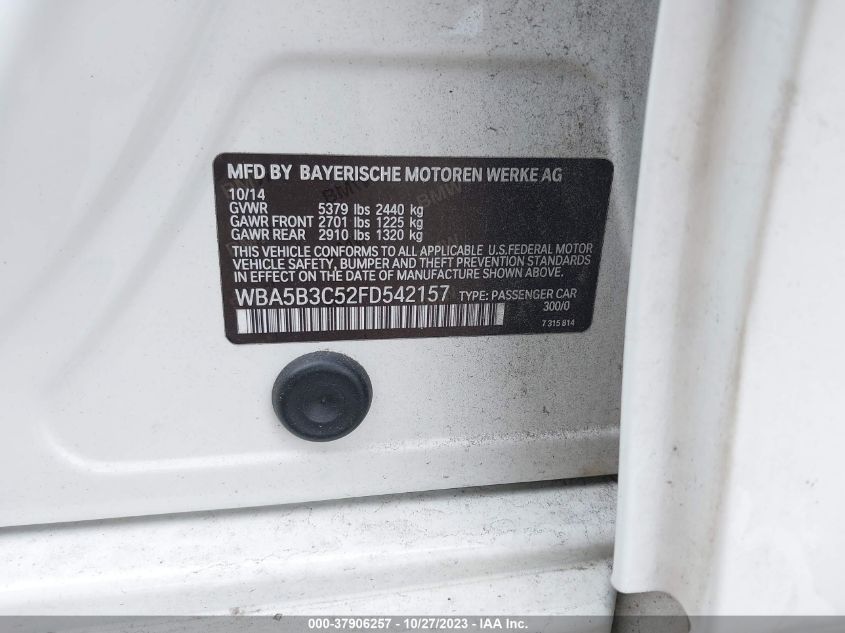 MFD BY BAYERISCHE MOTOREN WERKE AG
10/14
GVWR 5379 lbs 2440 kg
GAWR FRONT 2701 lbs 1225 kg
GAWR REAR 2910 lbs 1320 kg
THIS VEHICLE CONFORMS TO ALL APPLICABLE U.S.FEDERAL MOTOR
VEHICLE SAFETY, BUMPER AND THEFT PREVENTION STANDARDS
IN EFFECT ON THE DATE OF MANUFACTURE SHOWN ABOVE.
WBA5B3C52FD542157 TYPE: PASSENGER CAR
300/0
7 315 814
000-37906257 - 10/27/2023 - IAA Inc.